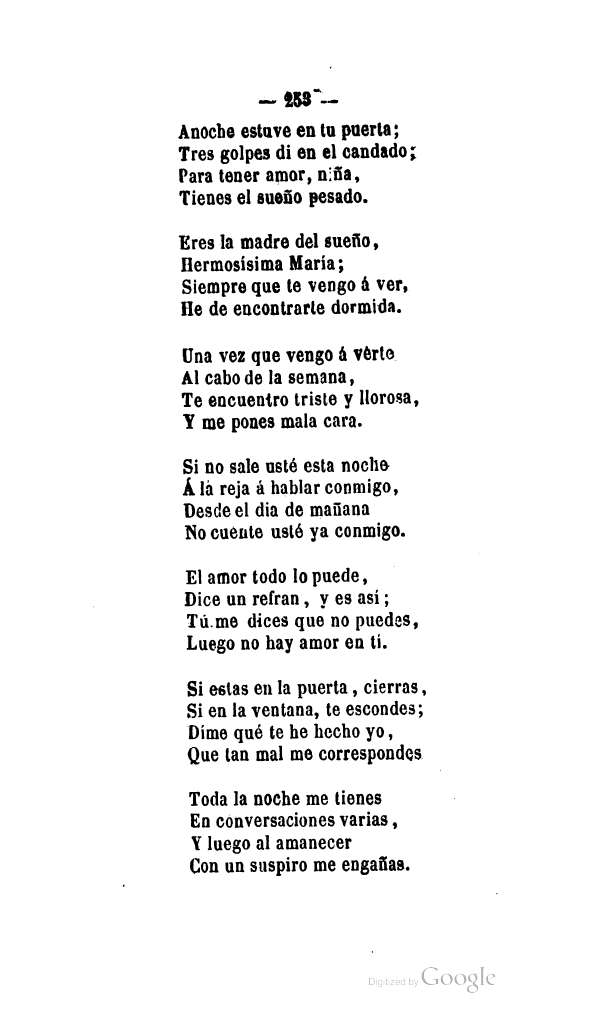 — 253 —
Anoche estuve en tu puerta;
Tres golpes di en el candado;
Para tener amor, niña,
Tienes el sueño pesado.
Eres la madre del sueño,
Hermosísima María;
Siempre que te vengo á ver,
He de encontrarte dormida.
Una vez que vengo á vérte
Al cabo de la semana,
Te encuentro triste y llorosa,
Y me pones mala cara.
Si no sale usté esta noche
Á la reja á hablar conmigo,
Desde el dia de mañana
No cuente usté ya conmigo.
El amor todo lo puede,
Dice un refran, y es así;
Tú me dices que no puedes,
Luego no hay amor en tí.
Si estas en la puerta, cierras,
Si en la ventana, te escondes;
Dime qué te he hecho yo,
Que tan mal me correspondes
Toda la noche me tienes
En conversaciones varias,
Y luego al amanecer
Con un suspiro me engañas.
Digitized by Google